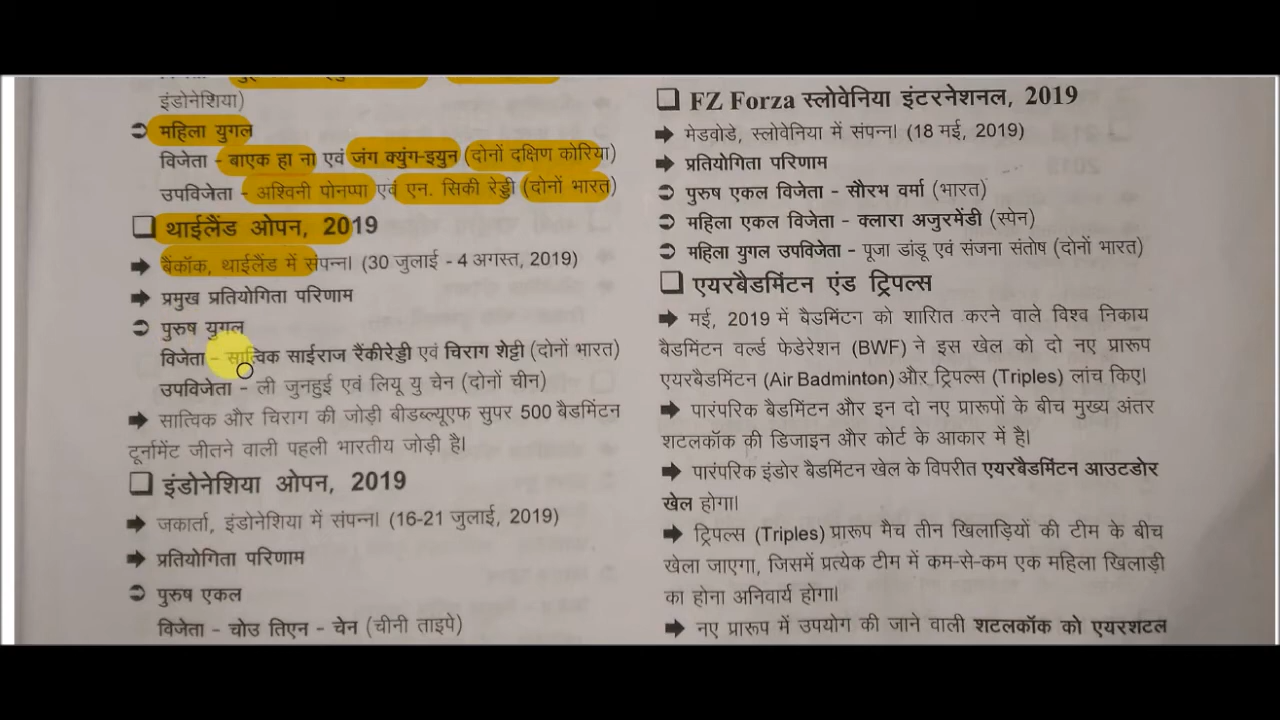 इंडोनेशिया)
➲ महिला युगल
विजेता - बाएक हा ना एवं जंग क्युंग-इयुन (दोनों दक्षिण कोरिया)
उपविजेता - अश्विनी पोनप्पा एवं एन. सिकी रेड्डी (दोनों भारत)
❑ थाईलैंड ओपन, 2019
➡ बैंकॉक, थाईलैंड में संपन्न। (30 जुलाई - 4 अगस्त, 2019)
➡ प्रमुख प्रतियोगिता परिणाम
➲ पुरुष युगल
विजेता - सात्विक साईराज रैंकीरेड्डी एवं चिराग शेट्टी (दोनों भारत)
उपविजेता - ली जुनहुई एवं लियू यु चेन (दोनों चीन)
➡ सात्विक और चिराग की जोड़ी बीडब्ल्यूएफ सुपर 500 बैडमिंटन
टूर्नामेंट जीतने वाली पहली भारतीय जोड़ी है।
❑ इंडोनेशिया ओपन, 2019
➡ जकार्ता, इंडोनेशिया में संपन्न। (16-21 जुलाई, 2019)
➡ प्रतियोगिता परिणाम
➲ पुरुष एकल
विजेता - चोउ तिएन - चेन (चीनी ताइपे)
❑ FZ Forza स्लोवेनिया इंटरनेशनल, 2019
➡ मेडवोडे, स्लोवेनिया में संपन्न। (18 मई, 2019)
➡ प्रतियोगिता परिणाम
➲ पुरुष एकल विजेता - सौरभ वर्मा (भारत)
➲ महिला एकल विजेता - क्लारा अजुरमेंडी (स्पेन)
➲ महिला युगल उपविजेता - पूजा डांडू एवं संजना संतोष (दोनों भारत)
❑ एयरबैडमिंटन एंड ट्रिपल्स
➡ मई, 2019 में बैडमिंटन को शासित करने वाले विश्व निकाय
बैडमिंटन वर्ल्ड फेडरेशन (BWF) ने इस खेल को दो नए प्रारूप
एयरबैडमिंटन (Air Badminton) और ट्रिपल्स (Triples) लांच किए।
➡ पारंपरिक बैडमिंटन और इन दो नए प्रारूपों के बीच मुख्य अंतर
शटलकॉक की डिजाइन और कोर्ट के आकार में है।
➡ पारंपरिक इंडोर बैडमिंटन खेल के विपरीत एयरबैडमिंटन आउटडोर
खेल होगा।
➡ ट्रिपल्स (Triples) प्रारूप मैच तीन खिलाड़ियों की टीम के बीच
खेला जाएगा, जिसमें प्रत्येक टीम में कम-से-कम एक महिला खिलाड़ी
का होना अनिवार्य होगा।
➡ नए प्रारूप में उपयोग की जाने वाली शटलकॉक को एयरशटल